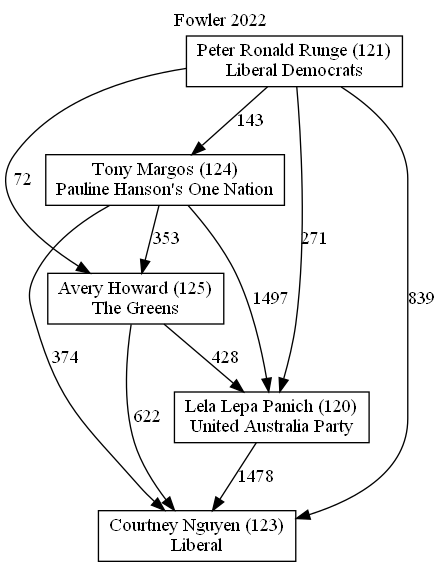 Fowler 2022
Peter Ronald Runge (121)
Liberal Democrats
143
Tony Margos (124)
Pauline Hanson's One Nation
72
353
271
Avery Howard (125)
The Greens
1497
839
374
428
Lela Lepa Panich (120)
United Australia Party
622
1478
Courtney Nguyen (123)
Liberal